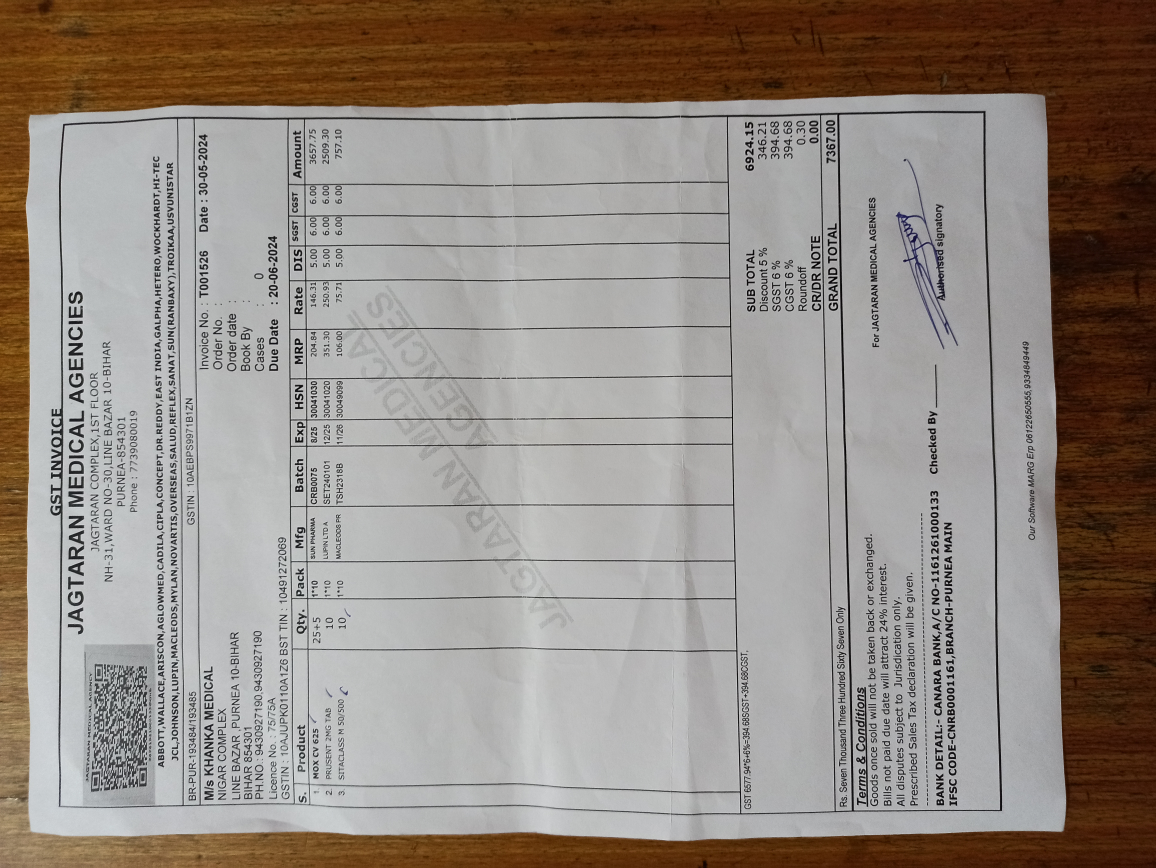 GST INVOICE
JAGTARAN MEDICAL AGENCIES
JAGTARAN COMPLEX,1ST FLOOR
NH-31,WARD NO-30,LINE BAZAR 10-BIHAR
PURNEA-854301
Phone : 7739080019
JAGTARAN MEDICAL AGENCY
ABBOTT,WALLACE,ARISCON,AGLOWMED,CADILA,CIPLA,CONCEPT,DR.REDDY,EAST INDIA,GALPHA,HETERO,WOCKHARDT,HI-TEC
JCL,JOHNSON,LUPIN,MACLEODS,MYLAN,NOVARTIS,OVERSEAS,SALUD,REFLEX,SANAT,SUN(RANBAXY),TROIKAA,USVUNISTAR
BR-PUR-193484/193485 GSTIN : 10AEBPS9971B1ZN
M/s KHANKA MEDICAL
NIGAR COMPLEX
LINE BAZAR,PURNEA 10-BIHAR
BIHAR 854301
PH.NO : 9430927190,9430927190
Licence No. : 75/75A
GSTIN : 10AJUPK0110A1Z6 BST TIN : 10491272069
Invoice No. : T001526 Date : 30-05-2024
Order No. :
Order date :
Book By :
Cases : 0
Due Date : 20-06-2024
S. Product Qty. Pack Mfg Batch Exp HSN MRP Rate DIS SGST CGST Amount
1. MOX CV 625 25+5 1*10 SUN PHARMA CRB0075 8/25 30041030 204.84 146.31 5.00 6.00 6.00 3657.75
2. PRUSENT 2MG TAB 10 1*10 LUPIN LTD A SET240101 12/25 30041020 351.30 250.93 5.00 6.00 6.00 2509.30
3. SITACLASS M 50/500 10 1*10 MACLEODS PR TSH2318B 11/26 30049099 106.00 75.71 5.00 6.00 6.00 757.10
JAGTARAN MEDICAL
AGENCIES
GST 6577.94*6+6%=394.68SGST+394.68CGST,
SUB TOTAL 6924.15
Discount 5 % 346.21
SGST 6 % 394.68
CGST 6 % 394.68
Roundoff 0.30
CR/DR NOTE 0.00
Rs. Seven Thousand Three Hundred Sixty Seven Only GRAND TOTAL 7367.00
Terms & Conditions
Goods once sold will not be taken back or exchanged.
Bills not paid due date will attract 24% interest.
All disputes subject to Jurisdication only.
Prescribed Sales Tax declaration will be given.
For JAGTARAN MEDICAL AGENCIES
BANK DETAIL:- CANARA BANK,A/C NO-1161261000133 Checked By
IFSC CODE-CNRB0001161,BRANCH-PURNEA MAIN
Authorised signatory
Our Software MARG Erp 06122650555,9334849449